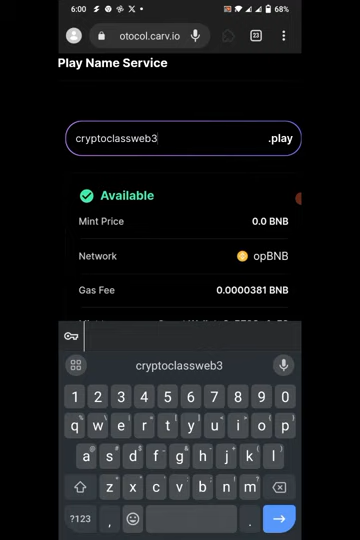 6:00
68%
otocol.carv.io
23
Play Name Service
cryptoclassweb3 .play
Available
Mint Price 0.0 BNB
Network opBNB
Gas Fee 0.0000381 BNB
cryptoclassweb3
1 2 3 4 5 6 7 8 9 0
q w e r t y u i o p
a s d f g h j k l
z x c v b n m
?123 , .